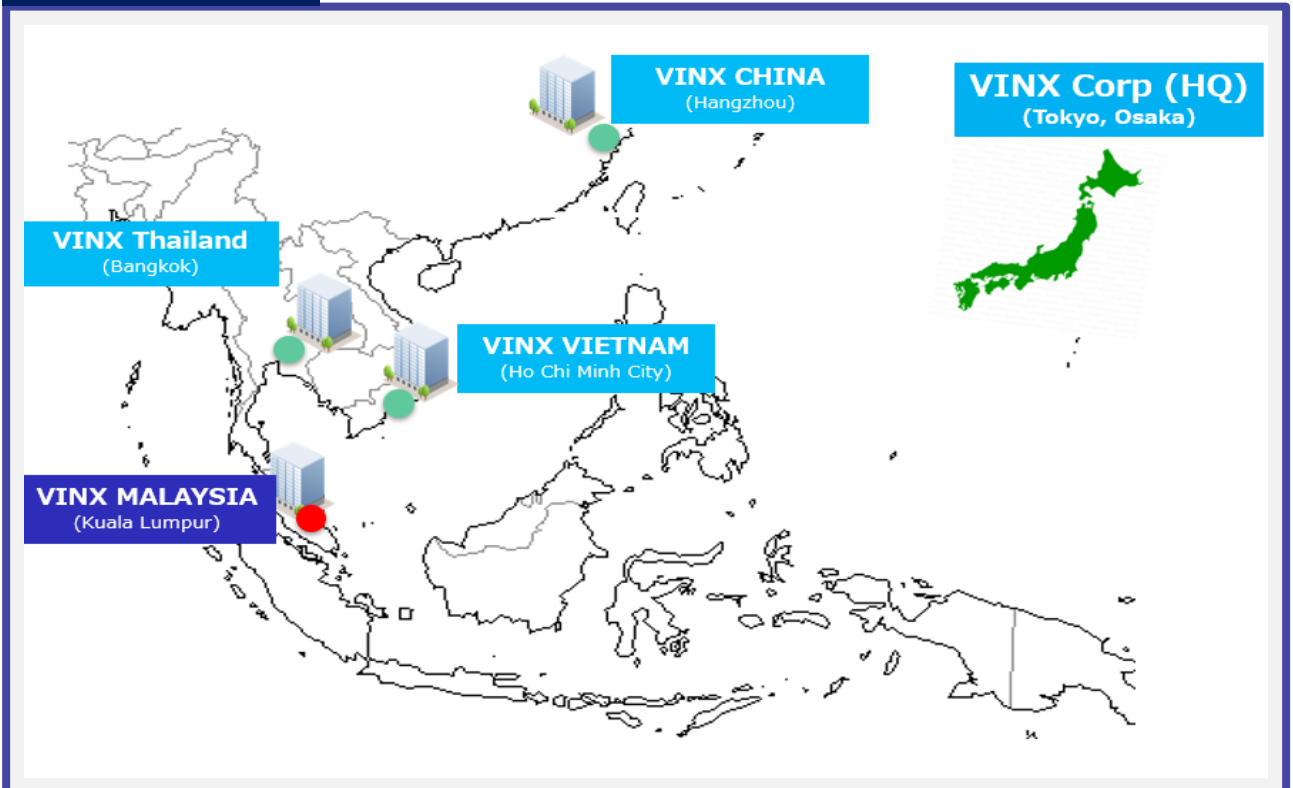 VINX CHINA
(Hangzhou)
VINX Corp (HQ)
(Tokyo, Osaka)
VINX Thailand
(Bangkok)
VINX VIETNAM
(Ho Chi Minh City)
VINX MALAYSIA
(Kuala Lumpur)